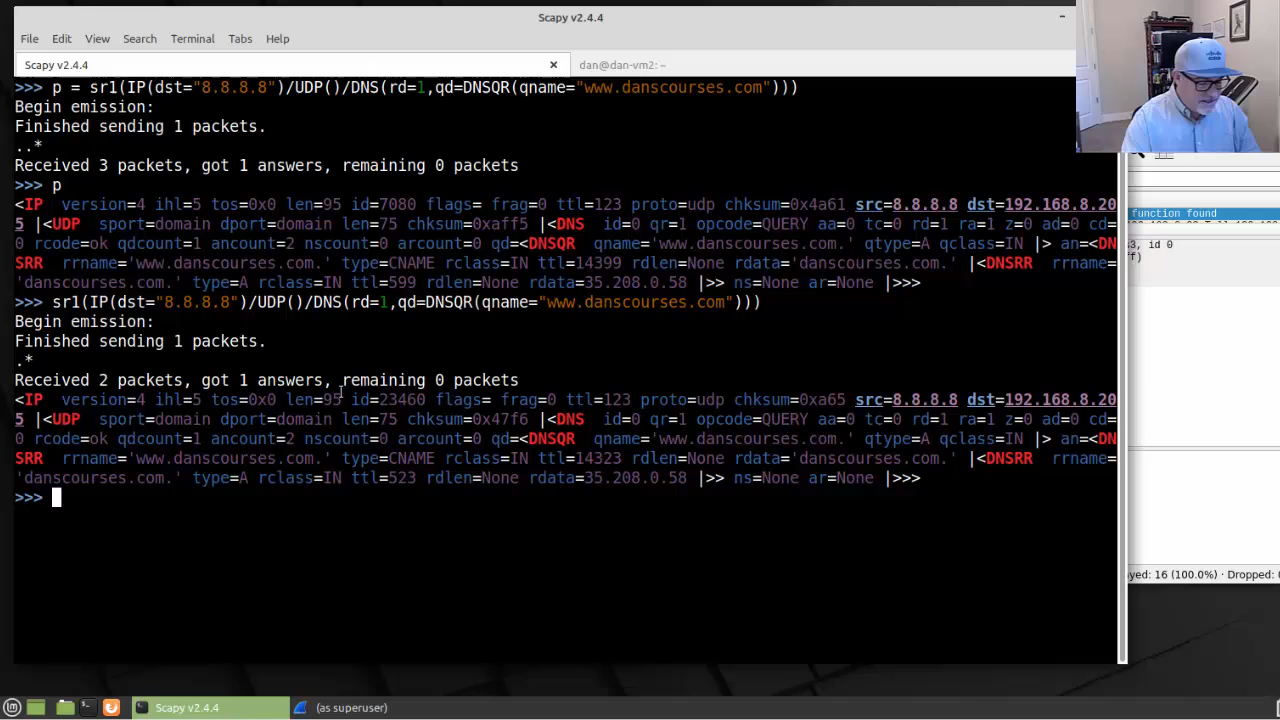 Scapy v2.4.4
File Edit View Search Terminal Tabs Help
Scapy v2.4.4
dan@dan-vm2: ~
>>> p = sr1(IP(dst="8.8.8.8")/UDP()/DNS(rd=1,qd=DNSQR(qname="www.danscourses.com")))
Begin emission:
Finished sending 1 packets.
..*
Received 3 packets, got 1 answers, remaining 0 packets
>>> p
<IP  version=4 ihl=5 tos=0x0 len=95 id=7080 flags= frag=0 ttl=123 proto=udp chksum=0x4a61 src=8.8.8.8 dst=192.168.8.20
5 |<UDP  sport=domain dport=domain len=75 chksum=0xaff5 |<DNS  id=0 qr=1 opcode=QUERY aa=0 tc=0 rd=1 ra=1 z=0 ad=0 cd=
0 rcode=ok qdcount=1 ancount=2 nscount=0 arcount=0 qd=<DNSQR  qname='www.danscourses.com.' qtype=A qclass=IN |> an=<DN
SRR  rrname='www.danscourses.com.' type=CNAME rclass=IN ttl=14399 rdlen=None rdata='danscourses.com.' |<DNSRR  rrname=
'danscourses.com.' type=A rclass=IN ttl=599 rdlen=None rdata=35.208.0.58 |>> ns=None ar=None |>>>
>>> sr1(IP(dst="8.8.8.8")/UDP()/DNS(rd=1,qd=DNSQR(qname="www.danscourses.com")))
Begin emission:
Finished sending 1 packets.
.*
Received 2 packets, got 1 answers, remaining 0 packets
<IP  version=4 ihl=5 tos=0x0 len=95 id=23460 flags= frag=0 ttl=123 proto=udp chksum=0xa65 src=8.8.8.8 dst=192.168.8.20
5 |<UDP  sport=domain dport=domain len=75 chksum=0x47f6 |<DNS  id=0 qr=1 opcode=QUERY aa=0 tc=0 rd=1 ra=1 z=0 ad=0 cd=
0 rcode=ok qdcount=1 ancount=2 nscount=0 arcount=0 qd=<DNSQR  qname='www.danscourses.com.' qtype=A qclass=IN |> an=<DN
SRR  rrname='www.danscourses.com.' type=CNAME rclass=IN ttl=14323 rdlen=None rdata='danscourses.com.' |<DNSRR  rrname=
'danscourses.com.' type=A rclass=IN ttl=523 rdlen=None rdata=35.208.0.58 |>> ns=None ar=None |>>>
>>>
function found
s3, id 0
ff)
yed: 16 (100.0%) · Dropped:
Scapy v2.4.4
(as superuser)